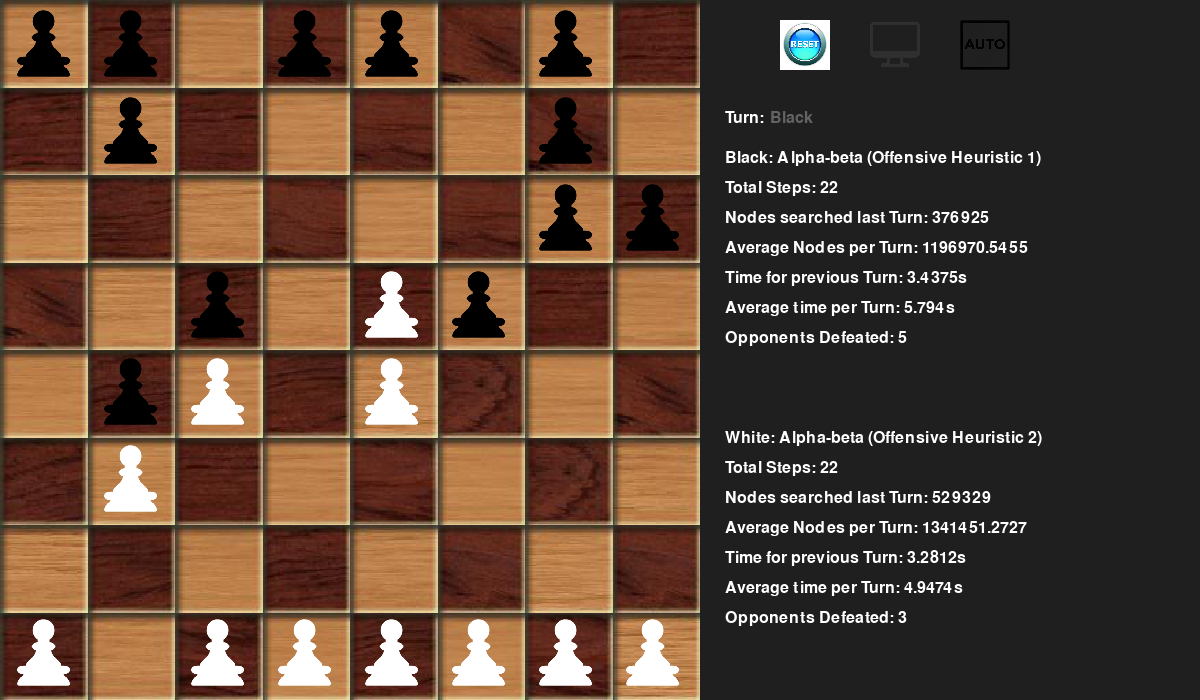 RESET
AUTO
Turn: Black
Black: Alpha-beta (Offensive Heuristic 1)
Total Steps: 22
Nodes searched last Turn: 376925
Average Nodes per Turn: 1196970.5455
Time for previous Turn: 3.4375s
Average time per Turn: 5.794s
Opponents Defeated: 5
White: Alpha-beta (Offensive Heuristic 2)
Total Steps: 22
Nodes searched last Turn: 529329
Average Nodes per Turn: 1341451.2727
Time for previous Turn: 3.2812s
Average time per Turn: 4.9474s
Opponents Defeated: 3